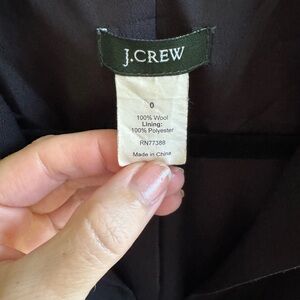 J.CREW
0
100% Wool
Lining:
100% Polyester
RN77388
Made in China